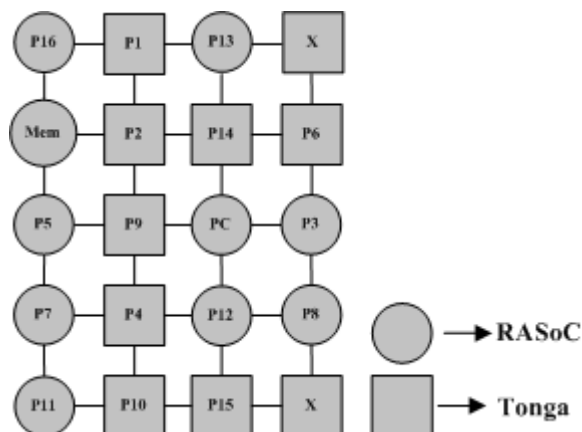 P16 P1 P13 X
Mem P2 P14 P6
P5 P9 PC P3
P7 P4 P12 P8
RASoC
P11 P10 P15 X
Tonga